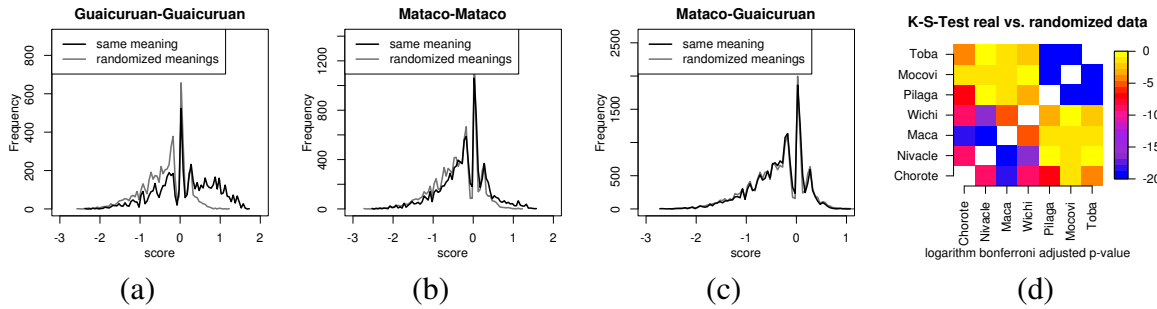 Guaicuruan-Guaicuruan
same meaning
randomized meanings
Frequency
0 200 400 600 800
-3 -2 -1 0 1 2
score
(a)
Mataco-Mataco
same meaning
randomized meanings
Frequency
0 300 600 900 1200
-3 -2 -1 0 1 2
score
(b)
Mataco-Guaicuruan
same meaning
randomized meanings
Frequency
0 500 1500 2500
-3 -2 -1 0 1
score
(c)
K-S-Test real vs. randomized data
Toba
Mocovi
Pilaga
Wichi
Maca
Nivacle
Chorote
Chorote Nivacle Maca Wichi Pilaga Mocovi Toba
0
-5
-10
-15
-20
logarithm bonferroni adjusted p-value
(d)